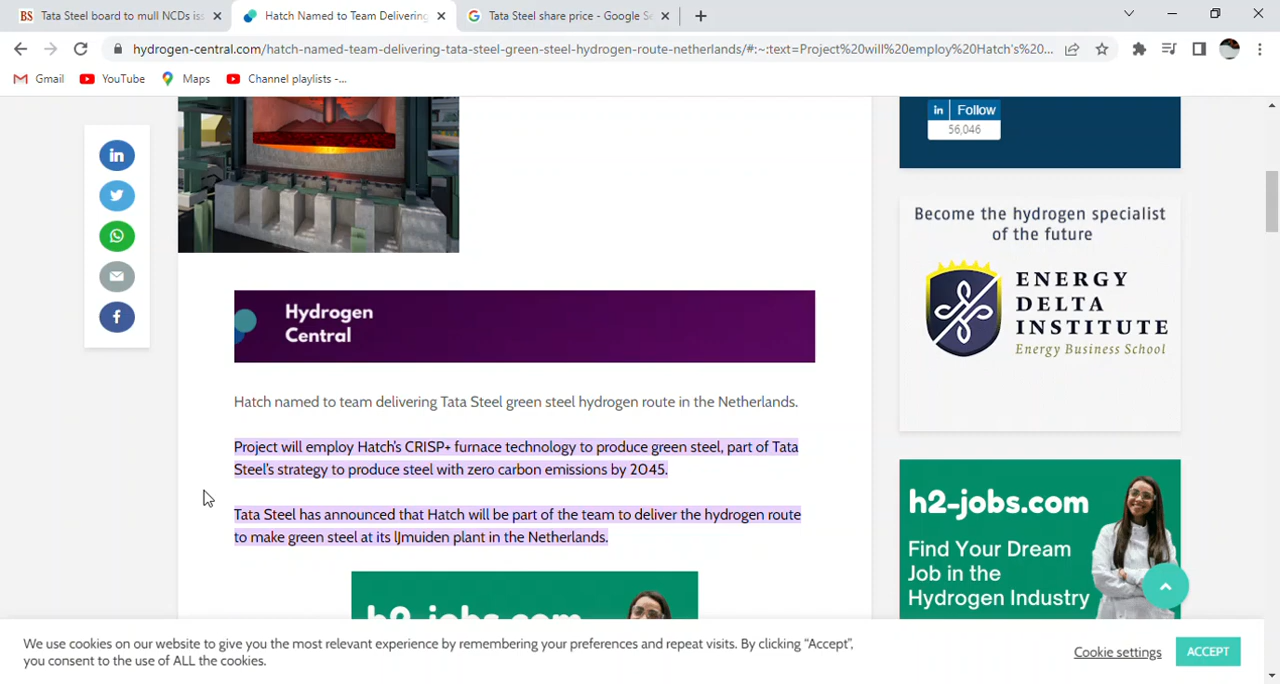 Tata Steel board to mull NCDs iss
Hatch Named to Team Delivering
Tata Steel share price - Google Se
hydrogen-central.com/hatch-named-team-delivering-tata-steel-green-steel-hydrogen-route-netherlands/#:~:text=Project%20will%20employ%20Hatch's%20...
Gmail
YouTube
Maps
Channel playlists -...
in Follow
56,046
Become the hydrogen specialist
of the future
ENERGY
DELTA
INSTITUTE
Energy Business School
Hydrogen
Central
Hatch named to team delivering Tata Steel green steel hydrogen route in the Netherlands.
Project will employ Hatch's CRISP+ furnace technology to produce green steel, part of Tata
Steel's strategy to produce steel with zero carbon emissions by 2045.
Tata Steel has announced that Hatch will be part of the team to deliver the hydrogen route
to make green steel at its IJmuiden plant in the Netherlands.
h2-jobs.com
Find Your Dream
Job in the
Hydrogen Industry
h2-jobs.com
We use cookies on our website to give you the most relevant experience by remembering your preferences and repeat visits. By clicking “Accept”,
you consent to the use of ALL the cookies.
Cookie settings
ACCEPT